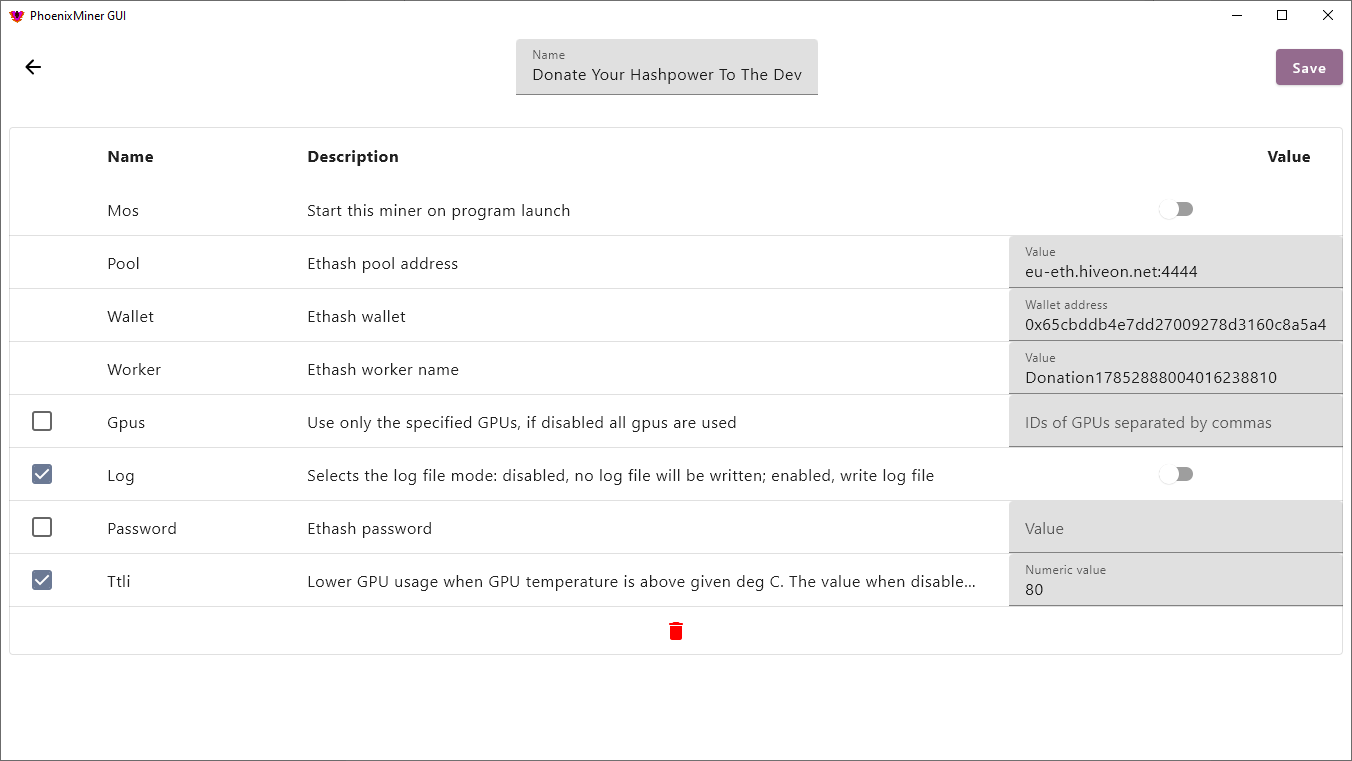 PhoenixMiner GUI
Name
Donate Your Hashpower To The Dev
Save
Name Description Value
Mos Start this miner on program launch
Pool Ethash pool address
Value
eu-eth.hiveon.net:4444
Wallet Ethash wallet
Wallet address
0x65cbddb4e7dd27009278d3160c8a5a4
Worker Ethash worker name
Value
Donation17852888004016238810
Gpus Use only the specified GPUs, if disabled all gpus are used IDs of GPUs separated by commas
Log Selects the log file mode: disabled, no log file will be written; enabled, write log file
Password Ethash password Value
Ttli Lower GPU usage when GPU temperature is above given deg C. The value when disable...
Numeric value
80